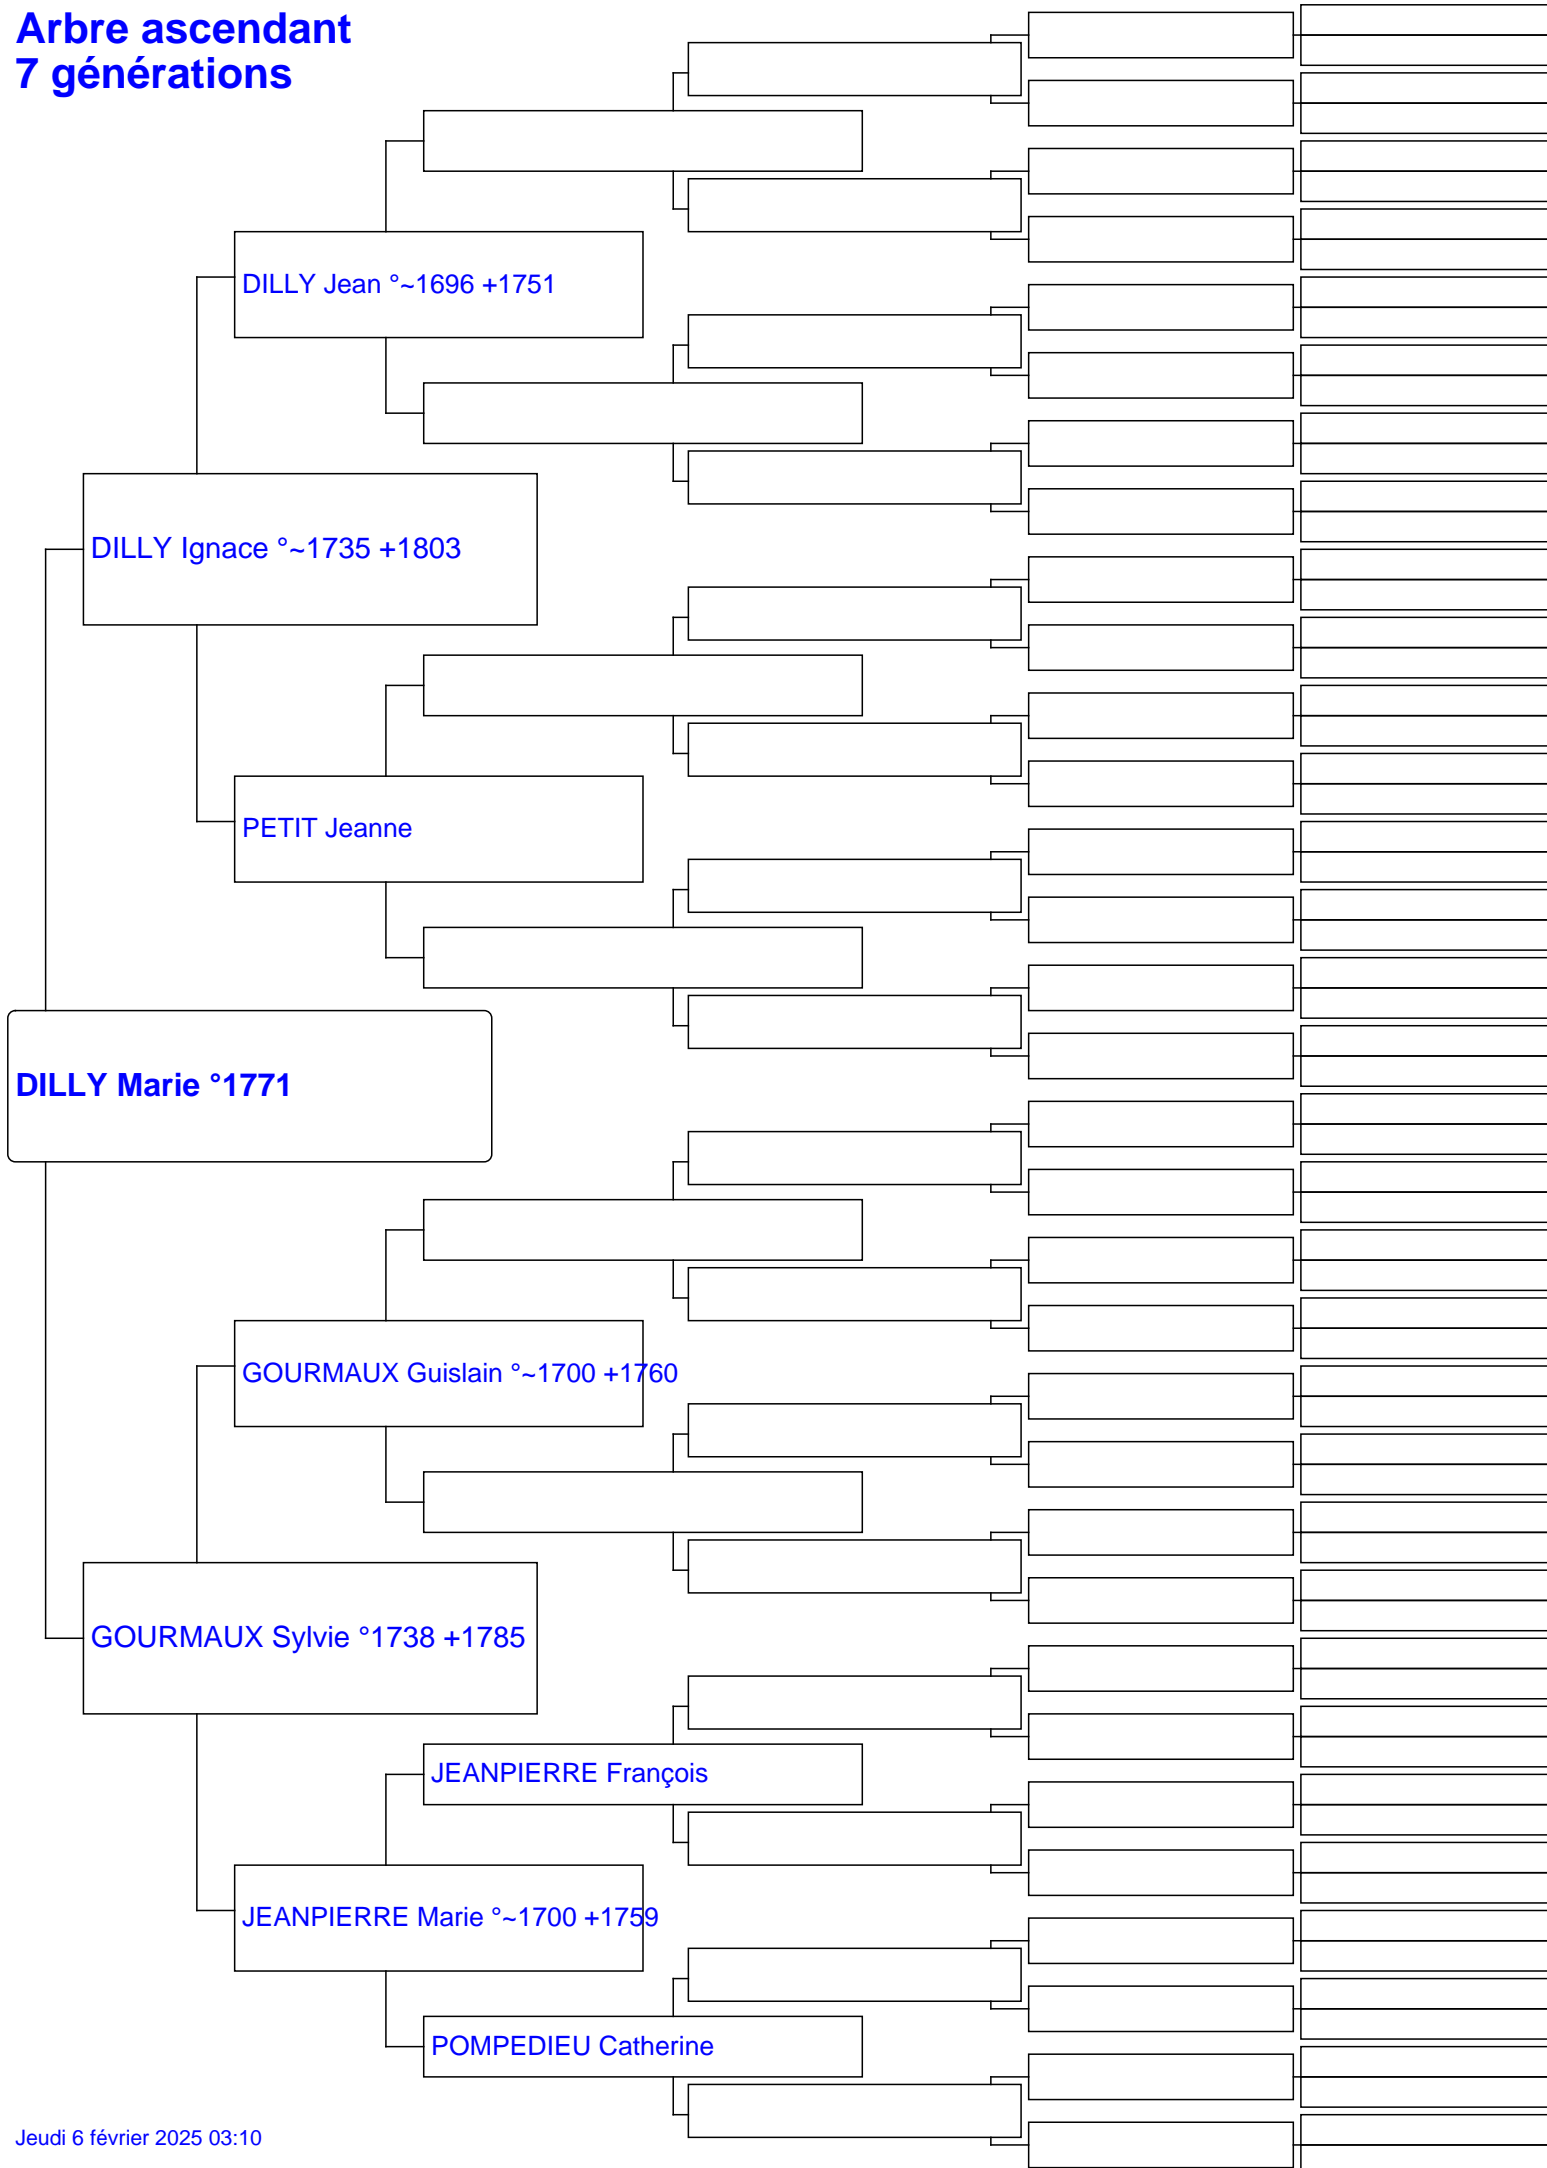 Arbre ascendant
7 générations
DILLY Jean °~1696 +1751
DILLY Ignace °~1735 +1803
PETIT Jeanne
DILLY Marie °1771
GOURMAUX Guislain °~1700 +1760
GOURMAUX Sylvie °1738 +1785
JEANPIERRE François
JEANPIERRE Marie °~1700 +1759
POMPEDIEU Catherine
Jeudi 6 février 2025 03:10